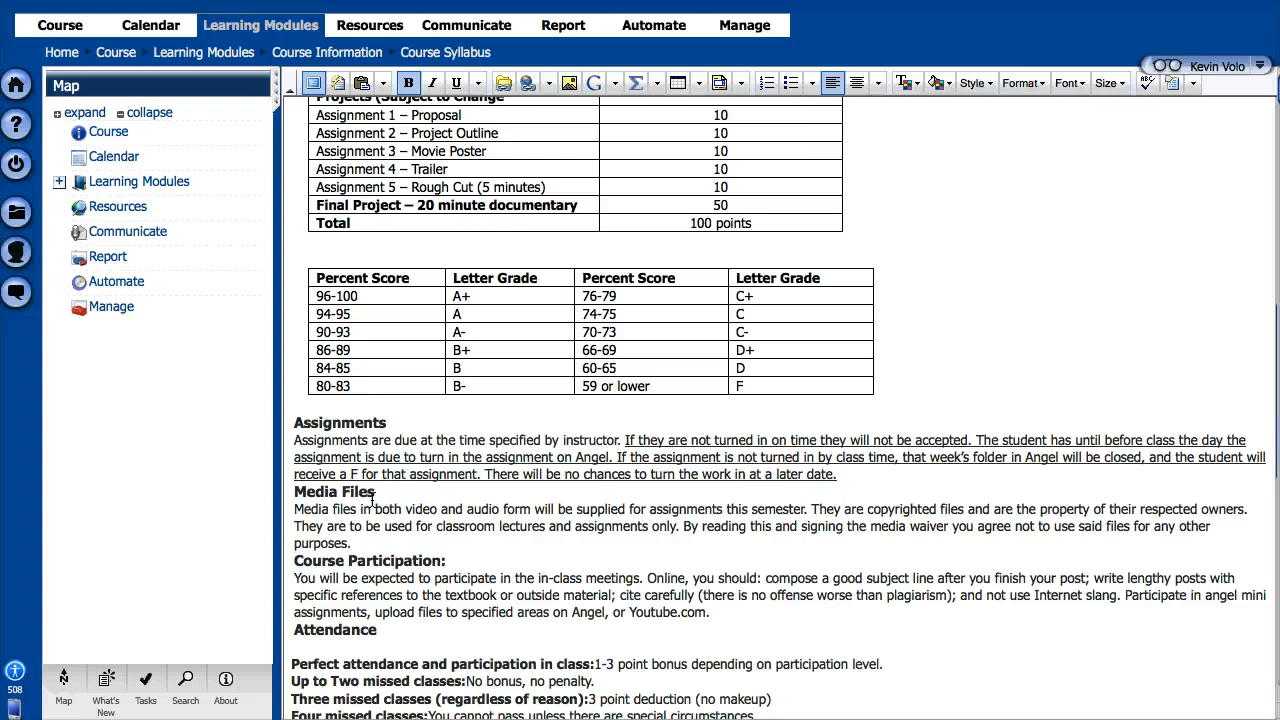 Course Calendar Learning Modules Resources Communicate Report Automate Manage
Home Course Learning Modules Course Information Course Syllabus
Kevin Volo
Map
B I U Style Format Font Size ABC
expand collapse
Course
Calendar
Learning Modules
Resources
Communicate
Report
Automate
Manage
Projects (Subject to Change
Assignment 1 – Proposal 10
Assignment 2 – Project Outline 10
Assignment 3 – Movie Poster 10
Assignment 4 – Trailer 10
Assignment 5 – Rough Cut (5 minutes) 10
Final Project – 20 minute documentary 50
Total 100 points
Percent Score Letter Grade Percent Score Letter Grade
96-100 A+ 76-79 C+
94-95 A 74-75 C
90-93 A- 70-73 C-
86-89 B+ 66-69 D+
84-85 B 60-65 D
80-83 B- 59 or lower F
Assignments
Assignments are due at the time specified by instructor. If they are not turned in on time they will not be accepted. The student has until before class the day the
assignment is due to turn in the assignment on Angel. If the assignment is not turned in by class time, that week's folder in Angel will be closed, and the student will
receive a F for that assignment. There will be no chances to turn the work in at a later date.
Media Files
Media files in both video and audio form will be supplied for assignments this semester. They are copyrighted files and are the property of their respected owners.
They are to be used for classroom lectures and assignments only. By reading this and signing the media waiver you agree not to use said files for any other
purposes.
Course Participation:
You will be expected to participate in the in-class meetings. Online, you should: compose a good subject line after you finish your post; write lengthy posts with
specific references to the textbook or outside material; cite carefully (there is no offense worse than plagiarism); and not use Internet slang. Participate in angel mini
assignments, upload files to specified areas on Angel, or Youtube.com.
Attendance
Perfect attendance and participation in class:1-3 point bonus depending on participation level.
Up to Two missed classes:No bonus, no penalty.
Three missed classes (regardless of reason):3 point deduction (no makeup)
Four missed classes:You cannot pass unless there are special circumstances.
508
Map What's New Tasks Search About